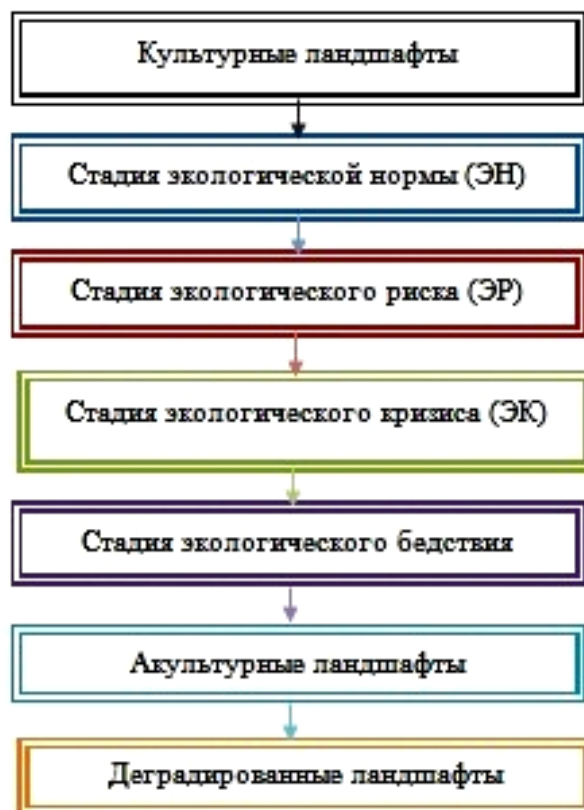 Культурные ландшафты
Стадия экологической нормы (ЭН)
Стадия экологического риска (ЭР)
Стадия экологического кризиса (ЭК)
Стадия экологического бедствия
Акультурные ландшафты
Деградированные ландшафты